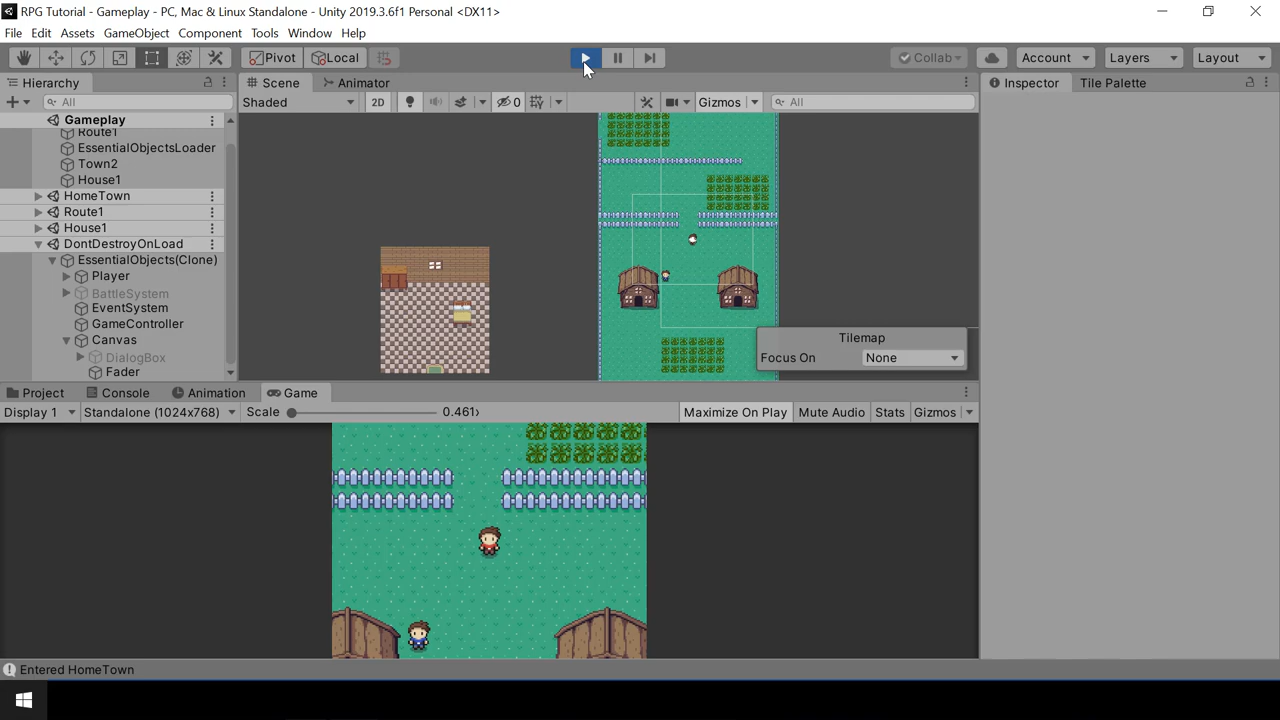 RPG Tutorial - Gameplay - PC, Mac & Linux Standalone - Unity 2019.3.6f1 Personal <DX11>
File Edit Assets GameObject Component Tools Window Help
Pivot Local Collab Account Layers Layout
Hierarchy Scene Animator Inspector Tile Palette
All Shaded 2D 0 Gizmos All
Gameplay
Route1
EssentialObjectsLoader
Town2
House1
HomeTown
Route1
House1
DontDestroyOnLoad
EssentialObjects(Clone)
Player
BattleSystem
EventSystem
GameController
Canvas
DialogBox
Fader
Tilemap
Focus On None
Project Console Animation Game
Display 1 Standalone (1024x768) Scale 0.461x Maximize On Play Mute Audio Stats Gizmos
Entered HomeTown